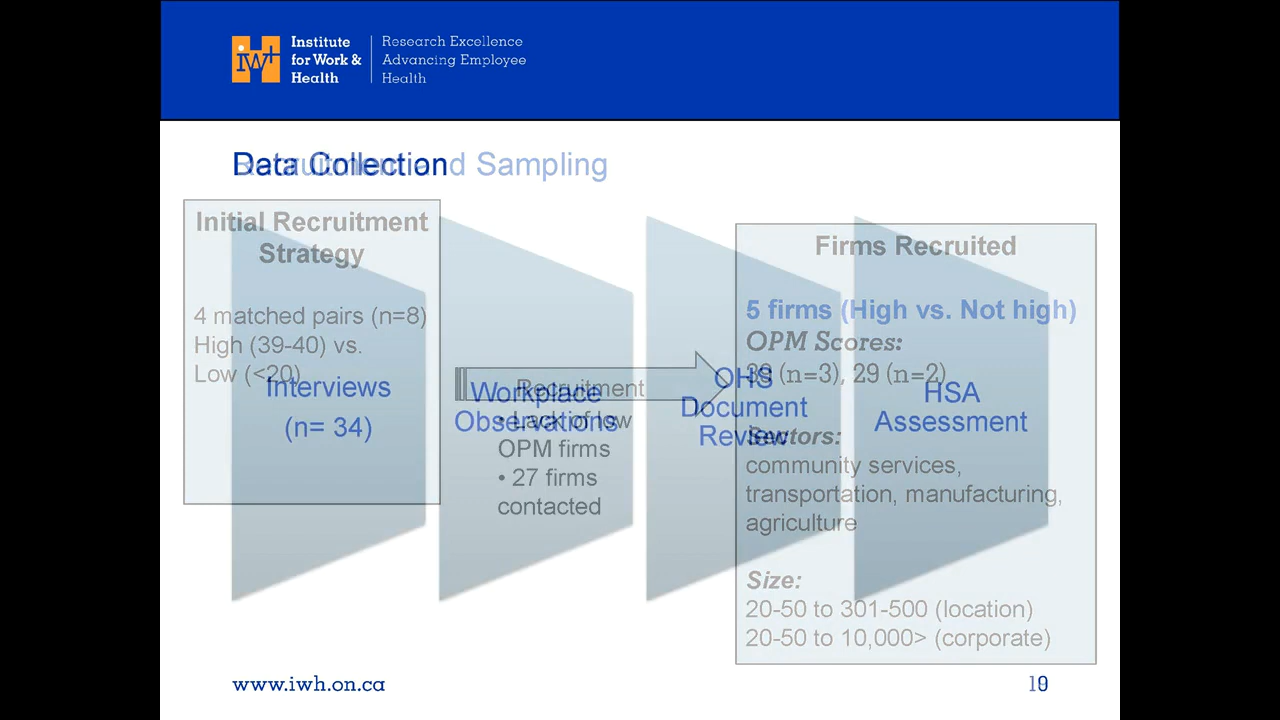 Institute
for Work &
Health
Research Excellence
Advancing Employee
Health
iw+
Data Collection
Recruitment and Sampling
Initial Recruitment
Strategy
4 matched pairs (n=8)
High (39-40) vs.
Low (<20)
Interviews
(n= 34)
Workplace
Observations
Recruitment
• Lack of low
OPM firms
• 27 firms
contacted
OHS
Document
Review
HSA
Assessment
Firms Recruited
5 firms (High vs. Not high)
OPM Scores:
39 (n=3), 29 (n=2)
Sectors:
community services,
transportation, manufacturing,
agriculture
Size:
20-50 to 301-500 (location)
20-50 to 10,000> (corporate)
www.iwh.on.ca